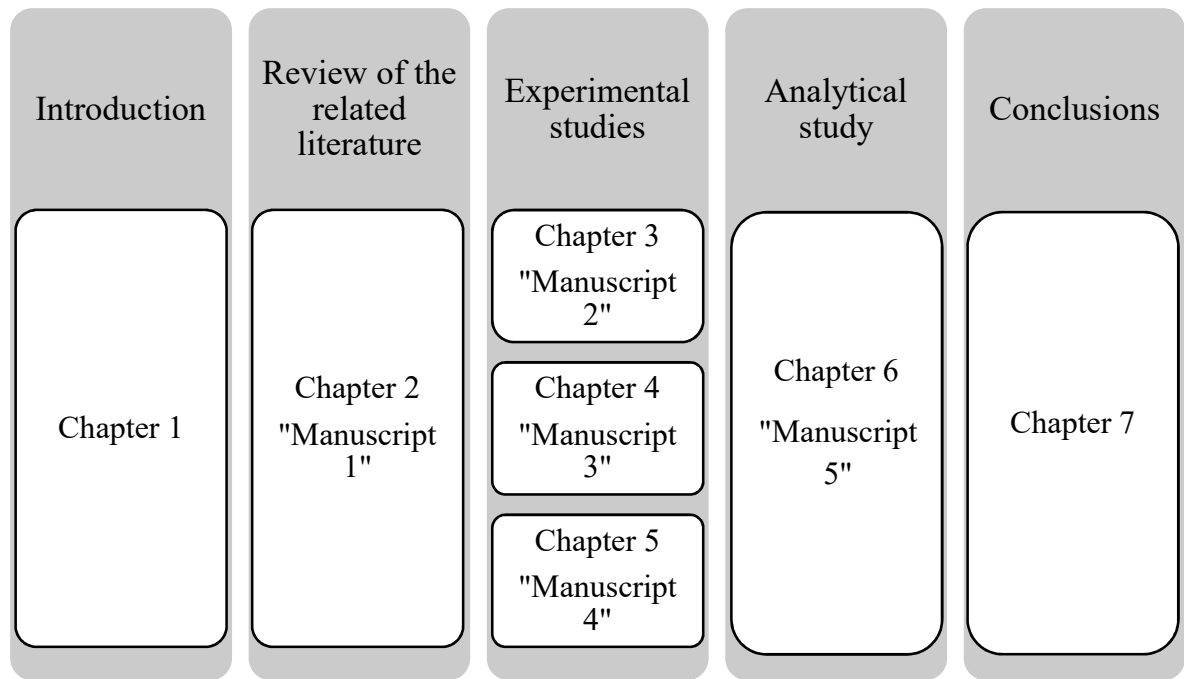 Introduction
Chapter 1
Review of the
related
literature
Chapter 2
"Manuscript
1"
Experimental
studies
Chapter 3
"Manuscript
2"
Chapter 4
"Manuscript
3"
Chapter 5
"Manuscript
4"
Analytical
study
Chapter 6
"Manuscript
5"
Conclusions
Chapter 7